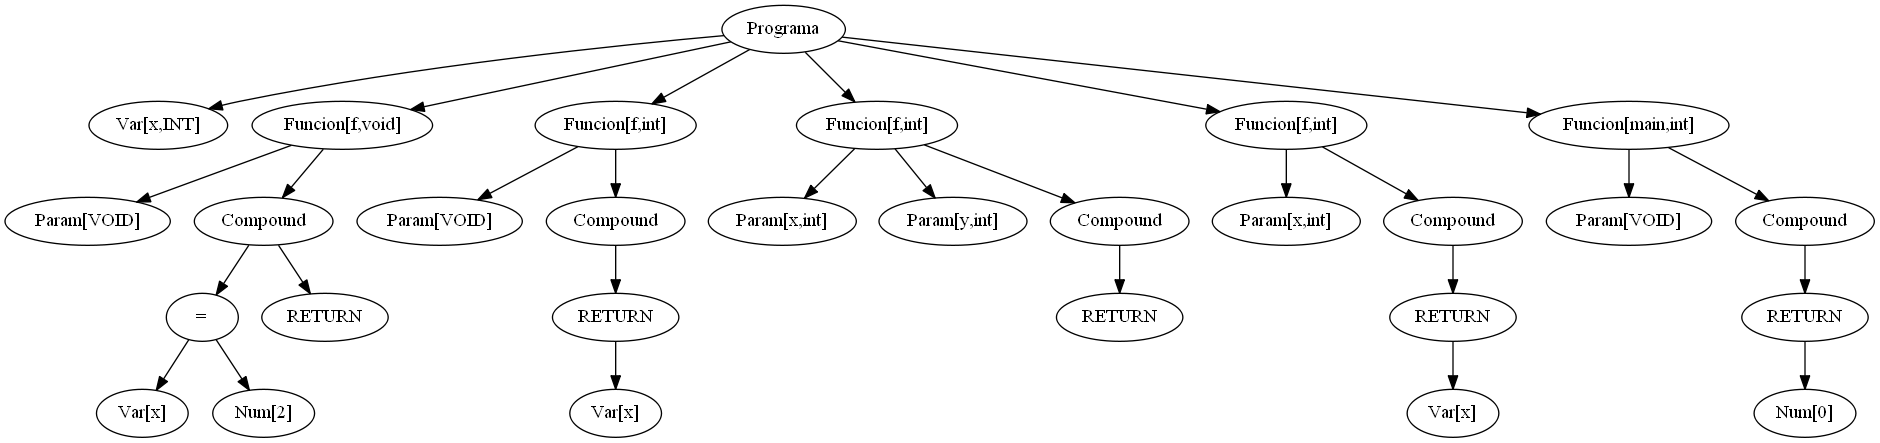 Programa
Var[x,INT]
Funcion[f,void]
Funcion[f,int]
Funcion[f,int]
Funcion[f,int]
Funcion[main,int]
Param[VOID]
Compound
Param[VOID]
Compound
Param[x,int]
Param[y,int]
Compound
Param[x,int]
Compound
Param[VOID]
Compound
=
RETURN
RETURN
RETURN
RETURN
RETURN
Var[x]
Num[2]
Var[x]
Var[x]
Num[0]